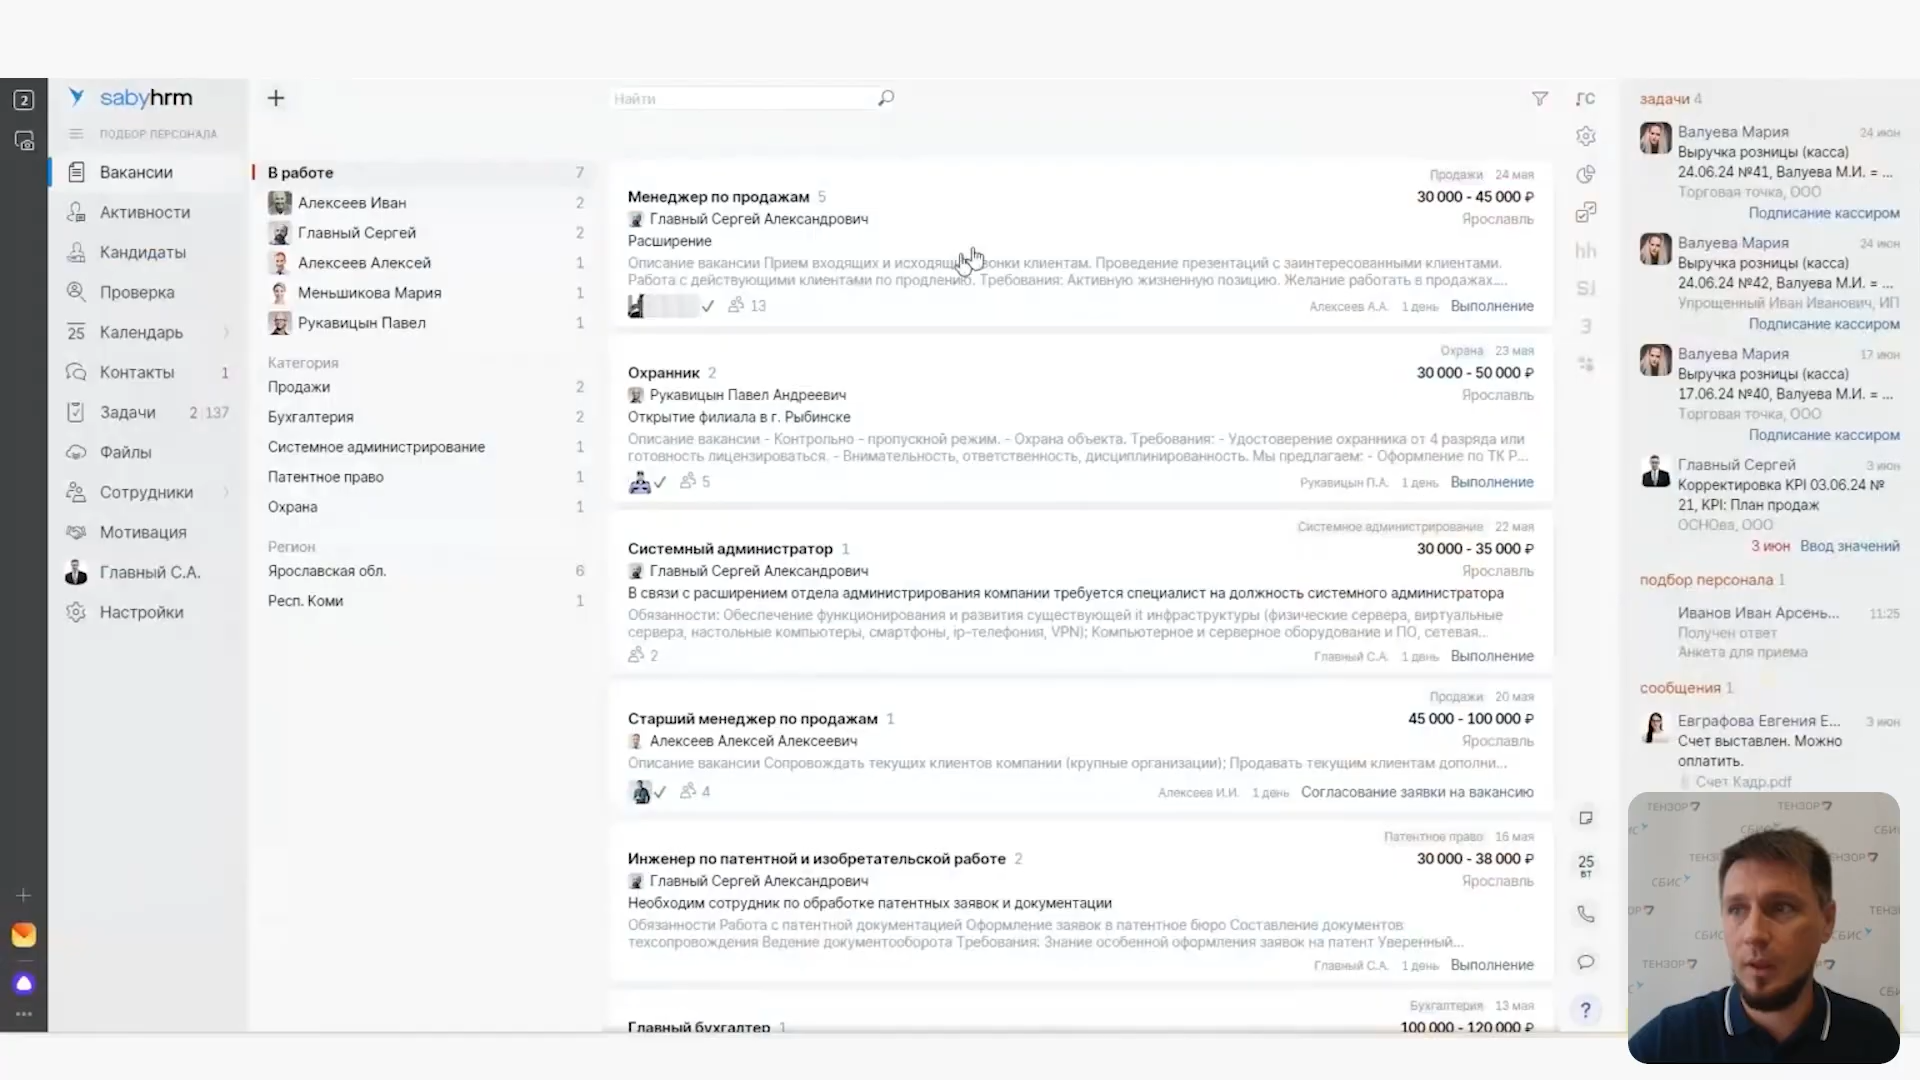 2
sabyhrm
ПОДБОР ПЕРСОНАЛА
Вакансии
Активности
Кандидаты
Проверка
25 Календарь
Контакты 1
Задачи 2 137
Файлы
Сотрудники
Мотивация
Главный С.А.
Настройки
В работе 7
Алексеев Иван 2
Главный Сергей 2
Алексеев Алексей 1
Меньшикова Мария 1
Рукавицын Павел 1
Категория
Продажи 2
Бухгалтерия 2
Системное администрирование 1
Патентное право 1
Охрана 1
Регион
Ярославская обл. 6
Респ. Коми 1
Найти
Продажи 24 мая
Менеджер по продажам 5 30 000 - 45 000 ₽
Главный Сергей Александрович Ярославль
Расширение
Описание вакансии Прием входящих и исходящ звонки клиентам. Проведение презентаций с заинтересованными клиентами.
Работа с действующими клиентами по продлению. Требования: Активную жизненную позицию. Желание работать в продажах....
13 Алексеев А.А. 1 день Выполнение
Охрана 23 мая
Охранник 2 30 000 - 50 000 ₽
Рукавицын Павел Андреевич Ярославль
Открытие филиала в г. Рыбинске
Описание вакансии - Контрольно - пропускной режим. - Охрана объекта. Требования: - Удостоверение охранника от 4 разряда или
готовность лицензироваться. - Внимательность, ответственность, дисциплинированность. Мы предлагаем: - Оформление по ТК Р...
5 Рукавицын П.А. 1 день Выполнение
Системное администрирование 22 мая
Системный администратор 1 30 000 - 35 000 ₽
Главный Сергей Александрович Ярославль
В связи с расширением отдела администрирования компании требуется специалист на должность системного администратора
Обязанности: Обеспечение функционирования и развития существующей it инфраструктуры (физические сервера, виртуальные
сервера, настольные компьютеры, смартфоны, ip-телефония, VPN); Компьютерное и серверное оборудование и ПО, сетевая...
2 Главный С.А. 1 день Выполнение
Продажи 20 мая
Старший менеджер по продажам 1 45 000 - 100 000 ₽
Алексеев Алексей Алексеевич Ярославль
Описание вакансии Сопровождать текущих клиентов компании (крупные организации); Продавать текущим клиентам дополни...
4 Алексеев И.И. 1 день Согласование заявки на вакансию
Патентное право 16 мая
Инженер по патентной и изобретательской работе 2 30 000 - 38 000 ₽
Главный Сергей Александрович Ярославль
Необходим сотрудник по обработке патентных заявок и документации
Обязанности Работа с патентной документацией Оформление заявок в патентное бюро Составление документов
техсопровождения Ведение документооборота Требования: Знание особенной оформления заявок на патент Уверенный...
Главный С.А. 1 день Выполнение
Бухгалтерия 13 мая
Главный бухгалтер 1 100 000 - 120 000 ₽
ГС
hh
SJ
З
25
ВТ
?
задачи 4
Валуева Мария 24 июн
Выручка розницы (касса)
24.06.24 №41, Валуева М.И. = ...
Торговая точка, ООО
Подписание кассиром
Валуева Мария 24 июн
Выручка розницы (касса)
24.06.24 №42, Валуева М.И. = ...
Упрощенный Иван Иванович, ИП
Подписание кассиром
Валуева Мария 17 июн
Выручка розницы (касса)
17.06.24 №40, Валуева М.И. = ...
Торговая точка, ООО
Подписание кассиром
Главный Сергей 3 июн
Корректировка KPI 03.06.24 №
21, KPI: План продаж
ОСНОва, ООО
3 июн Ввод значений
подбор персонала 1
Иванов Иван Арсень... 11:25
Получен ответ
Анкета для приема
сообщения 1
Евграфова Евгения Е... 3 июн
Счет выставлен. Можно
оплатить.
Счет Кадр.pdf
ТЕНЗОР ТЕНЗОР
СБИС
СБИС
СБИС СБИС
ТЕНЗОР